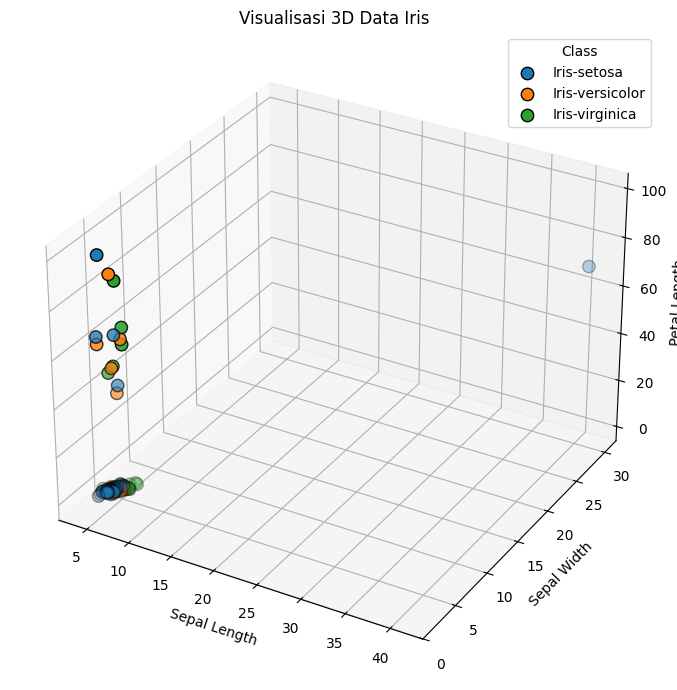 Visualisasi 3D Data Iris
Class
Iris-setosa
Iris-versicolor
Iris-virginica
100
80
60
40
20
0
Petal Length
30
25
20
15
10
5
0
Sepal Width
5
10
15
20
25
30
35
40
Sepal Length